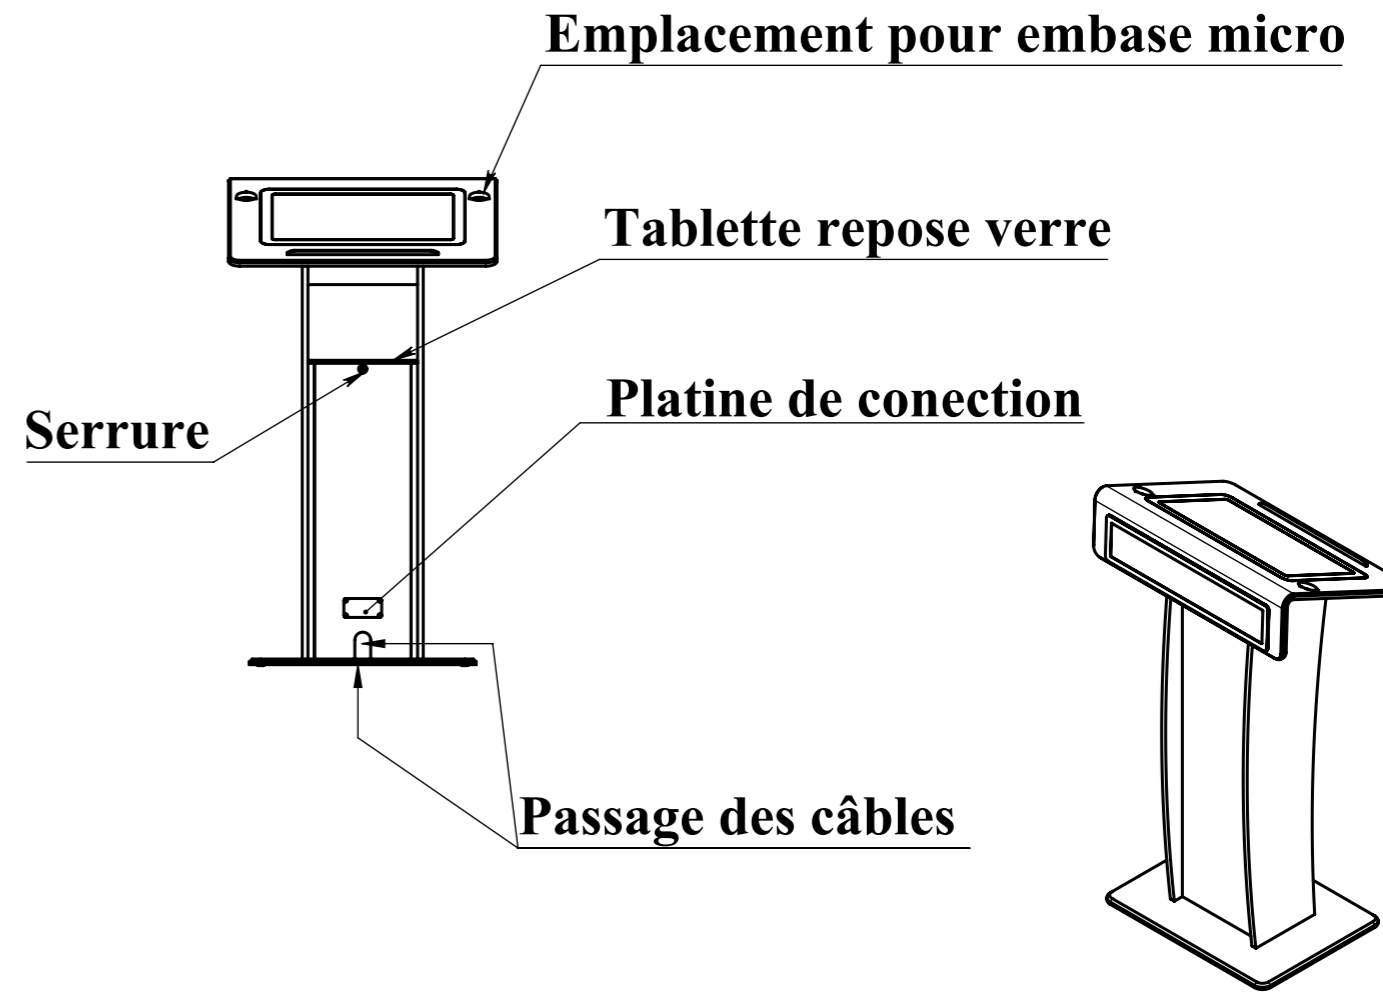 Emplacement pour embase micro
Tablette repose verre
Platine de conection
Serrure
Passage des câbles